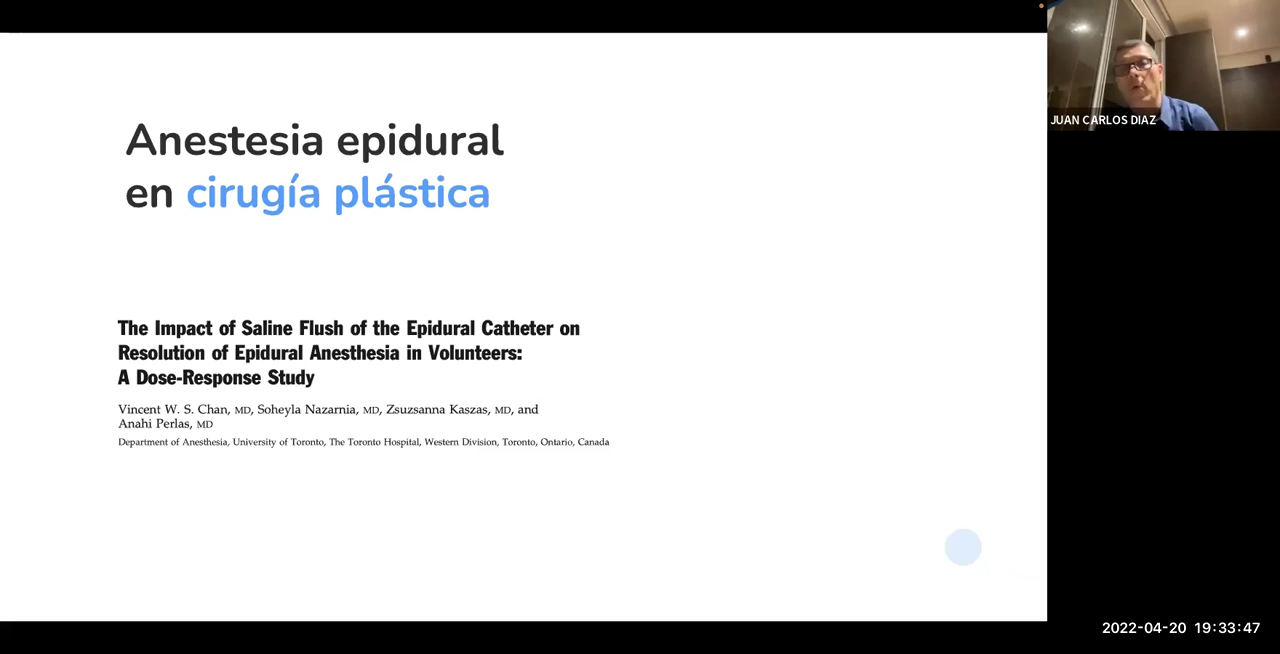 Anestesia epidural
en cirugía plástica
The Impact of Saline Flush of the Epidural Catheter on
Resolution of Epidural Anesthesia in Volunteers:
A Dose-Response Study
Vincent W. S. Chan, MD, Soheyla Nazarnia, MD, Zsuzsanna Kaszas, MD, and
Anahi Perlas, MD
Department of Anesthesia, University of Toronto, The Toronto Hospital, Western Division, Toronto, Ontario, Canada
JUAN CARLOS DIAZ
2022-04-20 19:33:47